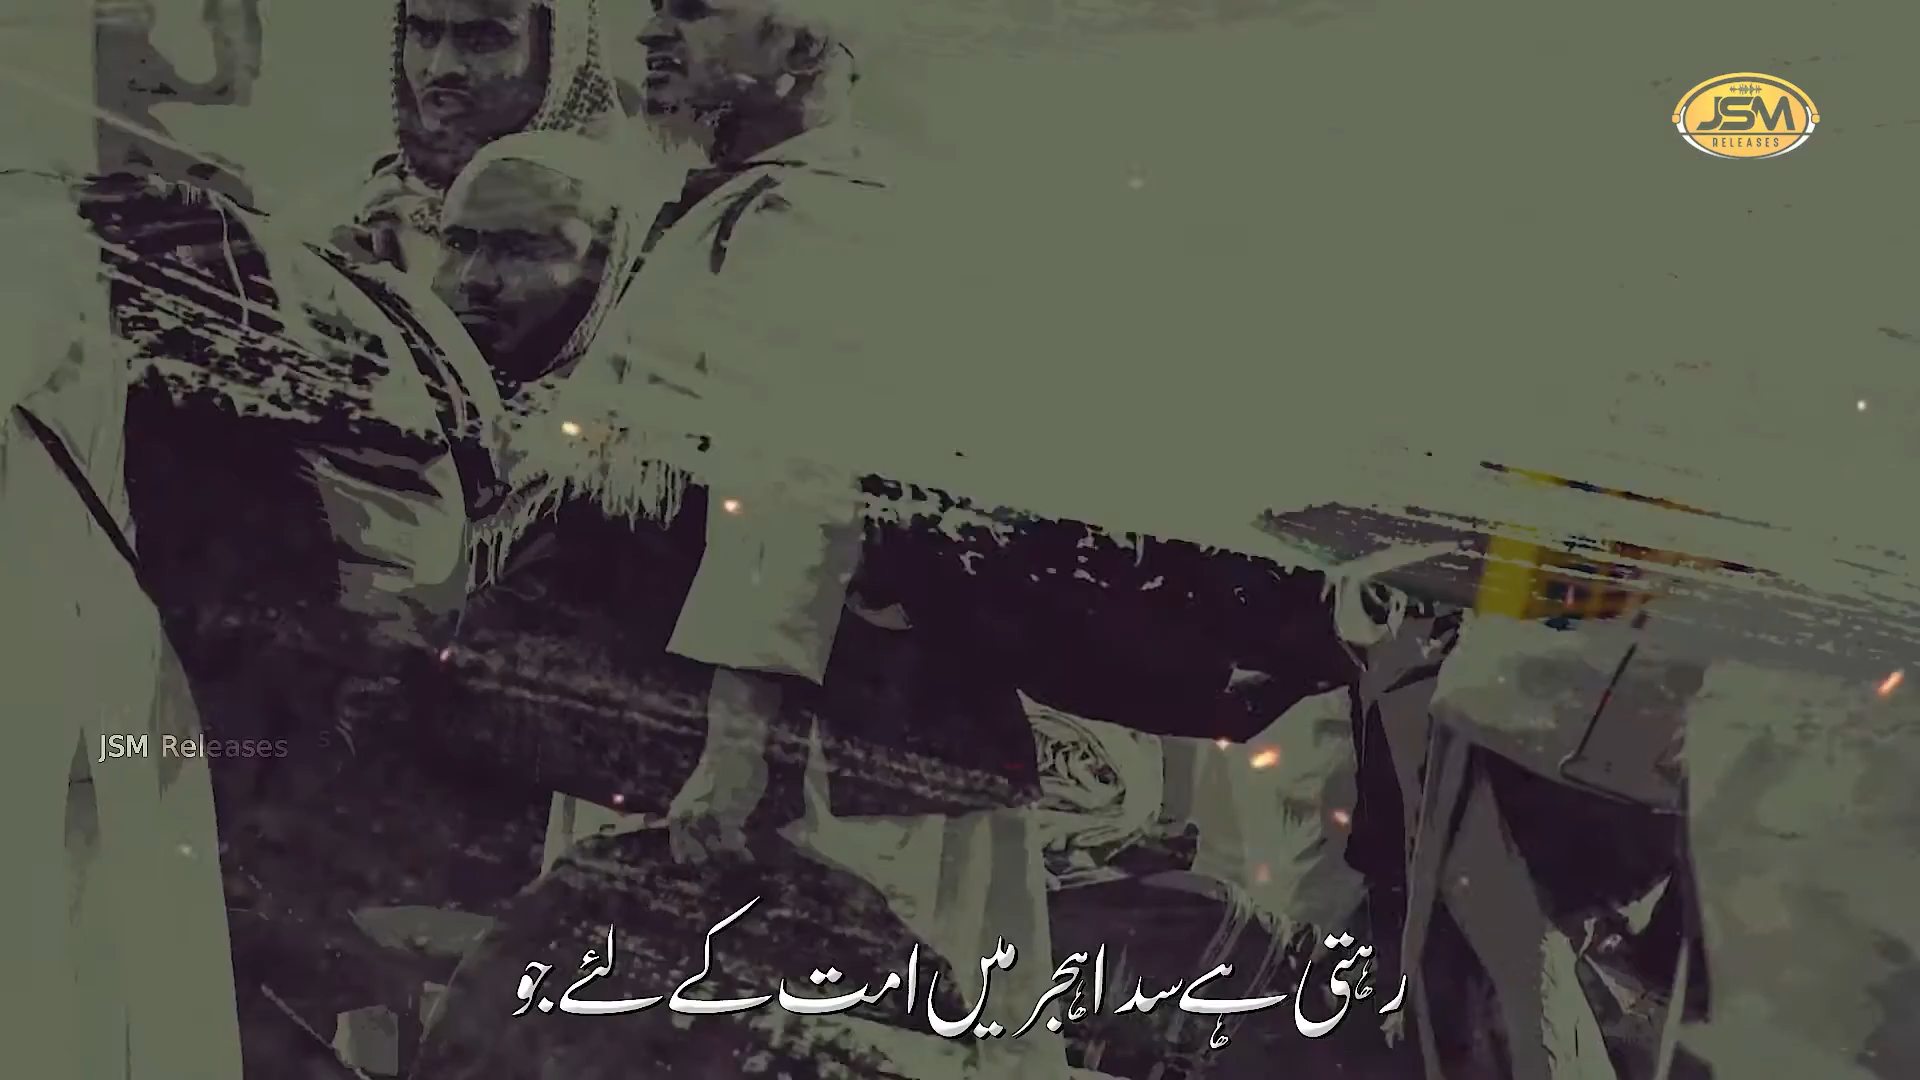 JSM
RELEASES
JSM Releases
رہتی ہے سدا ہجر میں امت کے لئے جو